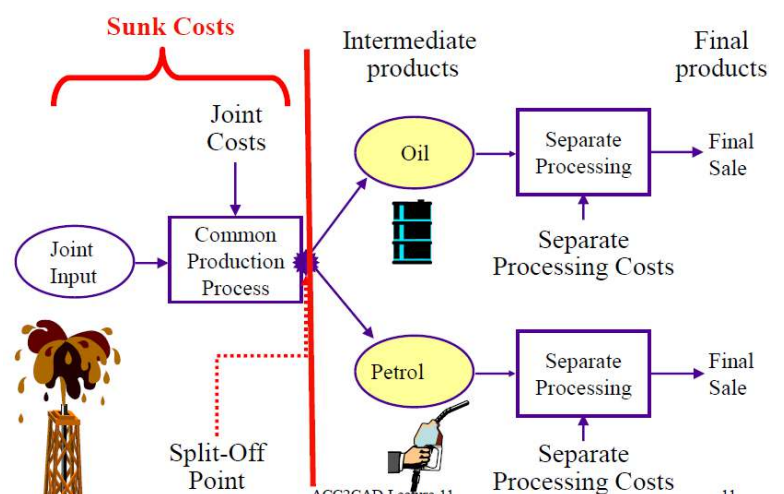 Sunk Costs
Intermediate
products
Final
products
Joint
Costs
Oil
Separate
Processing
Final
Sale
Joint
Input
Common
Production
Process
Separate
Processing Costs
Petrol
Separate
Processing
Final
Sale
Split-Off
Point
Separate
Processing Costs
11